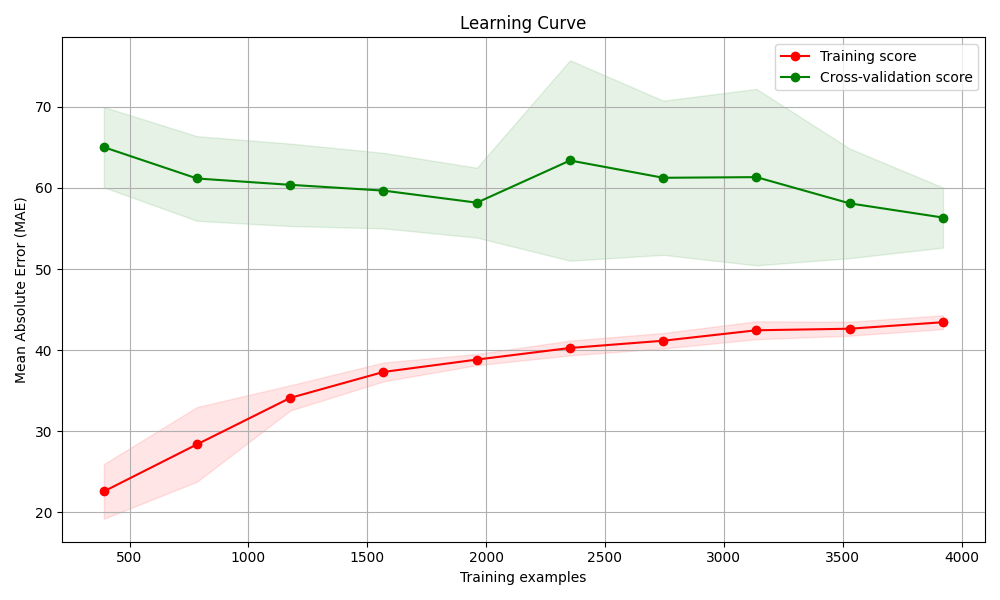 Learning Curve
Training score
Cross-validation score
Mean Absolute Error (MAE)
70
60
50
40
30
20
500 1000 1500 2000 2500 3000 3500 4000
Training examples